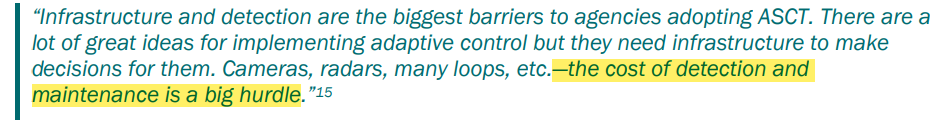 “Infrastructure and detection are the biggest barriers to agencies adopting ASCT. There are a
lot of great ideas for implementing adaptive control but they need infrastructure to make
decisions for them. Cameras, radars, many loops, etc.—the cost of detection and
maintenance is a big hurdle.”15